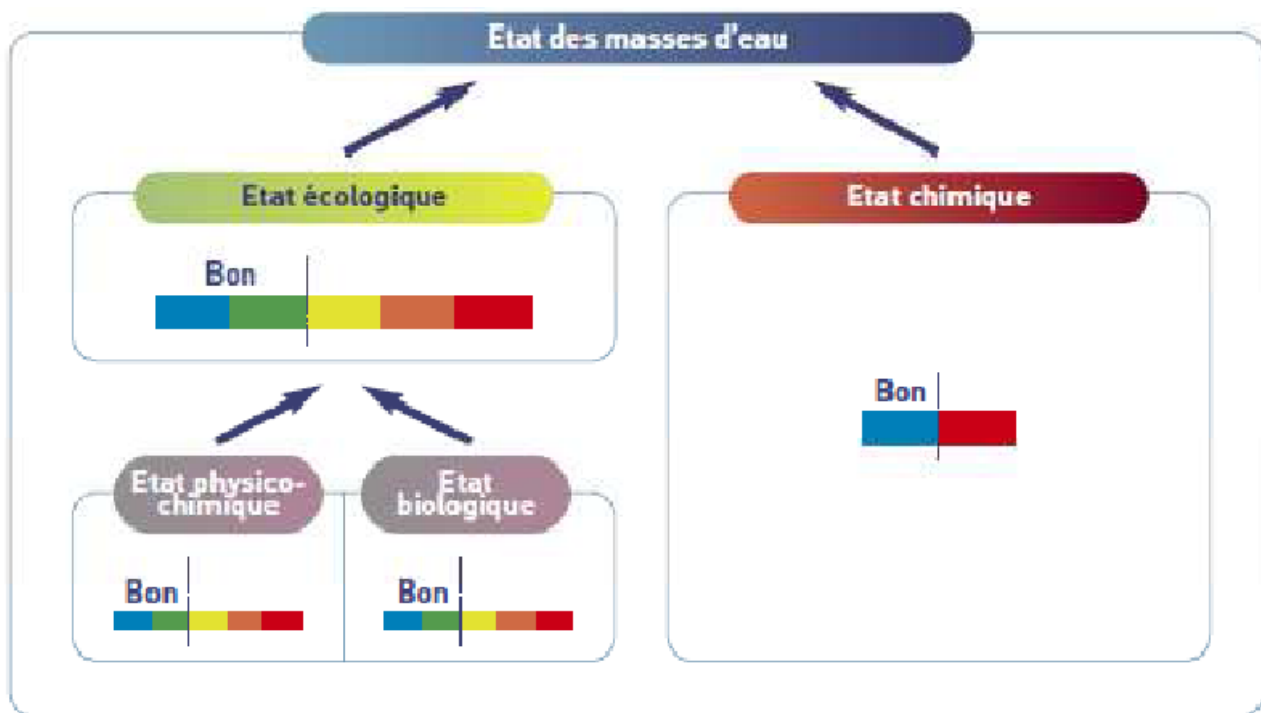 Etat des masses d'eau
Etat écologique
Etat chimique
Bon
Bon
Etat physico-
chimique
Etat
biologique
Bon
Bon